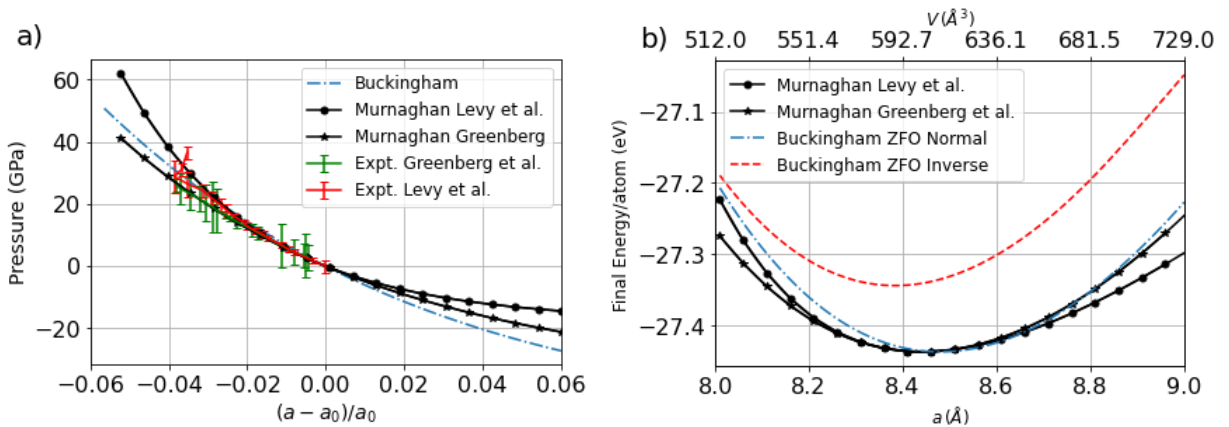 a)
60
40
20
0
−20
Pressure (GPa)
Buckingham
Murnaghan Levy et al.
Murnaghan Greenberg
Expt. Greenberg et al.
Expt. Levy et al.
−0.06 −0.04 −0.02 0.00 0.02 0.04 0.06
(a − a₀)/a₀
b)
V(Å³)
512.0 551.4 592.7 636.1 681.5 729.0
−27.1
−27.2
−27.3
−27.4
Final Energy/atom (eV)
Murnaghan Levy et al.
Murnaghan Greenberg et al.
Buckingham ZFO Normal
Buckingham ZFO Inverse
8.0 8.2 8.4 8.6 8.8 9.0
a(Å)